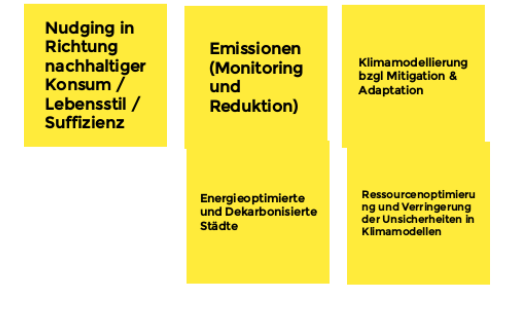 Nudging in
Richtung
nachhaltiger
Konsum /
Lebensstil /
Suffizienz
Emissionen
(Monitoring
und
Reduktion)
Klimamodellierung
bzgl Mitigation &
Adaptation
Energieoptimierte
und Dekarbonisierte
Städte
Ressourcenoptimieru
ng und Verringerung
der Unsicherheiten in
Klimamodellen